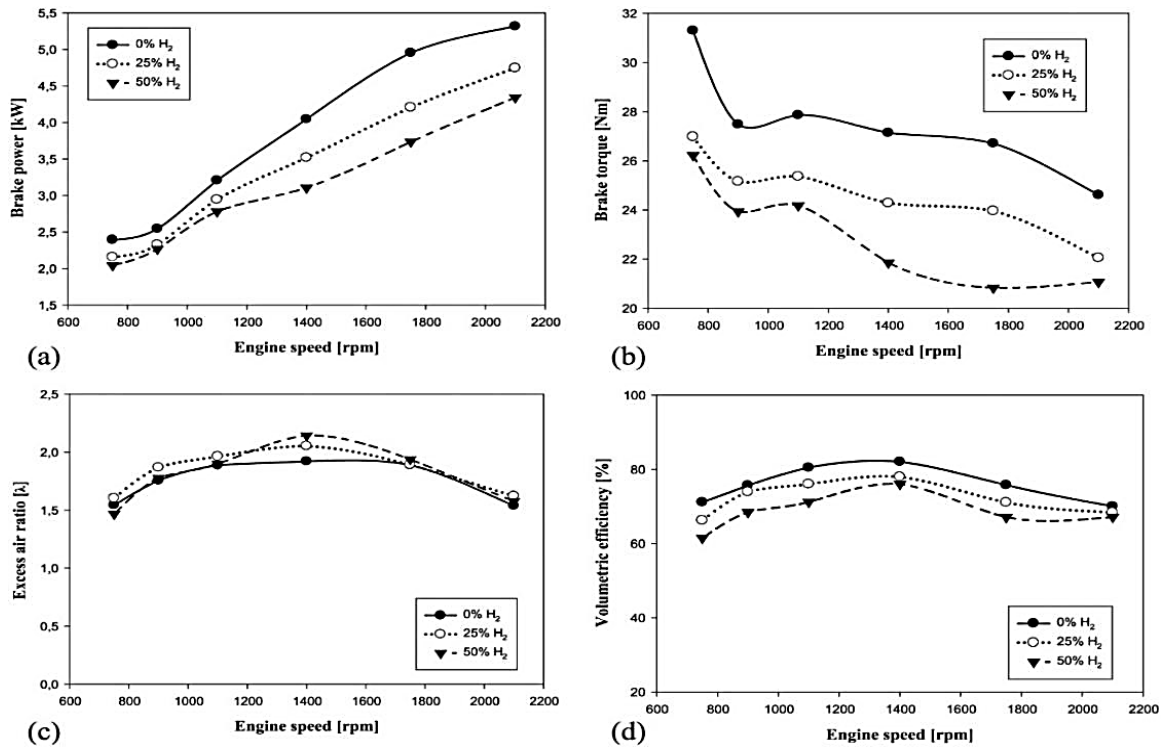 5,5
5,0
4,5
4,0
3,5
3,0
2,5
2,0
1,5
Brake power [kW]
0% H₂
25% H₂
50% H₂
600 800 1000 1200 1400 1600 1800 2000 2200
Engine speed [rpm]
(a)
32
30
28
26
24
22
20
Brake torque [Nm]
0% H₂
25% H₂
50% H₂
600 800 1000 1200 1400 1600 1800 2000 2200
Engine speed [rpm]
(b)
2,5
2,0
1,5
1,0
0,5
0,0
Excess air ratio [λ]
0% H₂
25% H₂
50% H₂
600 800 1000 1200 1400 1600 1800 2000 2200
Engine speed [rpm]
(c)
100
80
60
40
20
Volumetric efficiency [%]
0% H₂
25% H₂
50% H₂
600 800 1000 1200 1400 1600 1800 2000 2200
Engine speed [rpm]
(d)